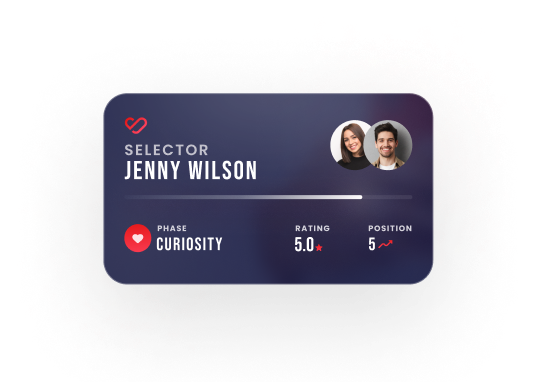 SELECTOR
JENNY WILSON
PHASE
CURIOSITY
RATING
5.0
POSITION
5